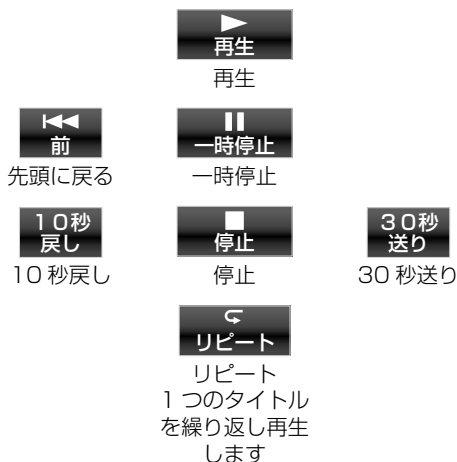 再生
再生
前
一時停止
先頭に戻る
一時停止
10秒
戻し
停止
30秒
送り
10 秒戻し
停止
30 秒送り
リピート
リピート
1 つのタイトル
を繰り返し再生
します